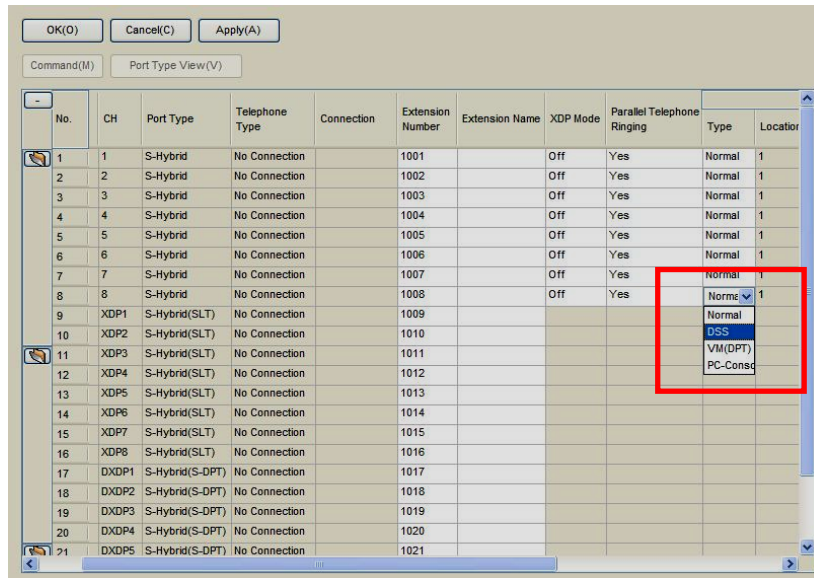 OK(O) Cancel(C) Apply(A)
Command(M) Port Type View(V)
-
No. CH Port Type Telephone Type Connection Extension Number Extension Name XDP Mode Parallel Telephone Ringing Type Location
1 1 S-Hybrid No Connection 1001 Off Yes Normal 1
2 2 S-Hybrid No Connection 1002 Off Yes Normal 1
3 3 S-Hybrid No Connection 1003 Off Yes Normal 1
4 4 S-Hybrid No Connection 1004 Off Yes Normal 1
5 5 S-Hybrid No Connection 1005 Off Yes Normal 1
6 6 S-Hybrid No Connection 1006 Off Yes Normal 1
7 7 S-Hybrid No Connection 1007 Off Yes Normal 1
8 8 S-Hybrid No Connection 1008 Off Yes Norma 1
9 XDP1 S-Hybrid(SLT) No Connection 1009 Normal
10 XDP2 S-Hybrid(SLT) No Connection 1010 DSS
11 XDP3 S-Hybrid(SLT) No Connection 1011 VM(DPT)
12 XDP4 S-Hybrid(SLT) No Connection 1012 PC-Conso
13 XDP5 S-Hybrid(SLT) No Connection 1013
14 XDP6 S-Hybrid(SLT) No Connection 1014
15 XDP7 S-Hybrid(SLT) No Connection 1015
16 XDP8 S-Hybrid(SLT) No Connection 1016
17 DXDP1 S-Hybrid(S-DPT) No Connection 1017
18 DXDP2 S-Hybrid(S-DPT) No Connection 1018
19 DXDP3 S-Hybrid(S-DPT) No Connection 1019
20 DXDP4 S-Hybrid(S-DPT) No Connection 1020
21 DXDP5 S-Hybrid(S-DPT) No Connection 1021